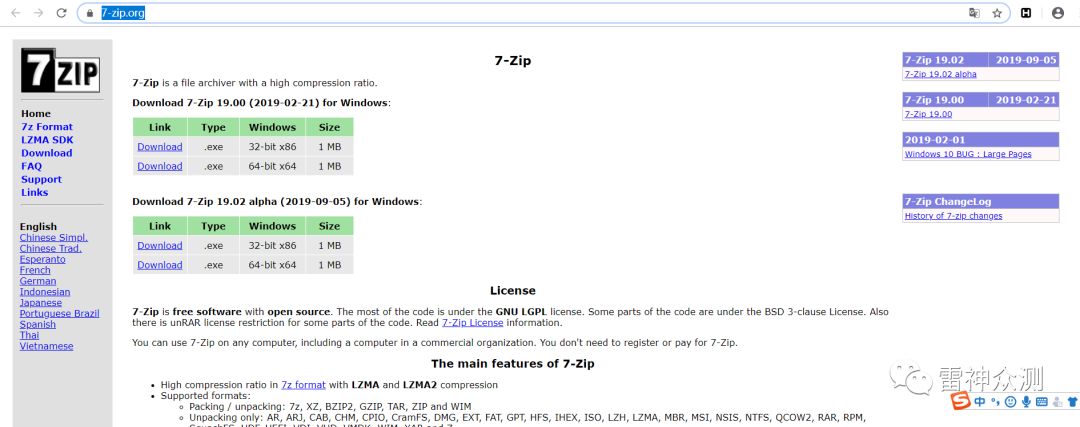 7-zip.org
7ZIP
Home
7z Format
LZMA SDK
Download
FAQ
Support
Links
English
Chinese Simpl.
Chinese Trad.
Esperanto
French
German
Indonesian
Japanese
Portuguese Brazil
Spanish
Thai
Vietnamese
7-Zip
7-Zip is a file archiver with a high compression ratio.
Download 7-Zip 19.00 (2019-02-21) for Windows:
Link Type Windows Size
Download .exe 32-bit x86 1 MB
Download .exe 64-bit x64 1 MB
Download 7-Zip 19.02 alpha (2019-09-05) for Windows:
Link Type Windows Size
Download .exe 32-bit x86 1 MB
Download .exe 64-bit x64 1 MB
License
7-Zip is free software with open source. The most of the code is under the GNU LGPL license. Some parts of the code are under the BSD 3-clause License. Also
there is unRAR license restriction for some parts of the code. Read 7-Zip License information.
You can use 7-Zip on any computer, including a computer in a commercial organization. You don't need to register or pay for 7-Zip.
The main features of 7-Zip
• High compression ratio in 7z format with LZMA and LZMA2 compression
• Supported formats:
○ Packing / unpacking: 7z, XZ, BZIP2, GZIP, TAR, ZIP and WIM
○ Unpacking only: AR, ARJ, CAB, CHM, CPIO, CramFS, DMG, EXT, FAT, GPT, HFS, IHEX, ISO, LZH, LZMA, MBR, MSI, NSIS, NTFS, QCOW2, RAR, RPM,
7-Zip 19.02 2019-09-05
7-Zip 19.02 alpha
7-Zip 19.00 2019-02-21
7-Zip 19.00
2019-02-01
Windows 10 BUG : Large Pages
7-Zip ChangeLog
History of 7-zip changes
雷神众测
S 中